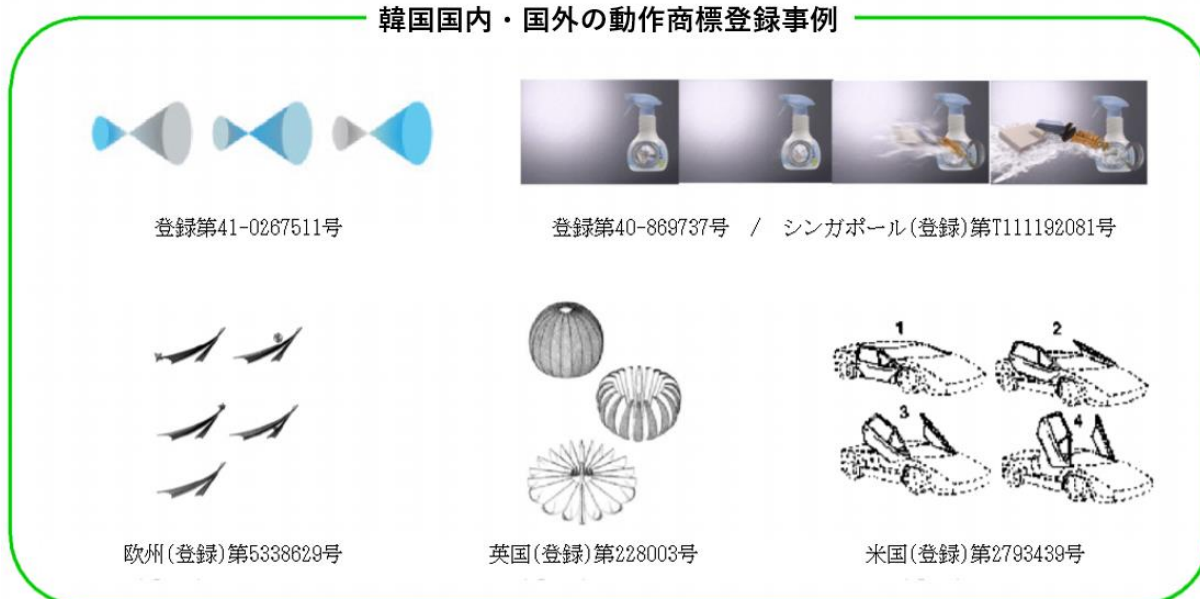 韓国国内・国外の動作商標登録事例
登録第41-0267511号
登録第40-869737号 / シンガポール(登録)第T111192081号
1
2
3
4
欧州(登録)第5338629号
英国(登録)第228003号
米国(登録)第2793439号